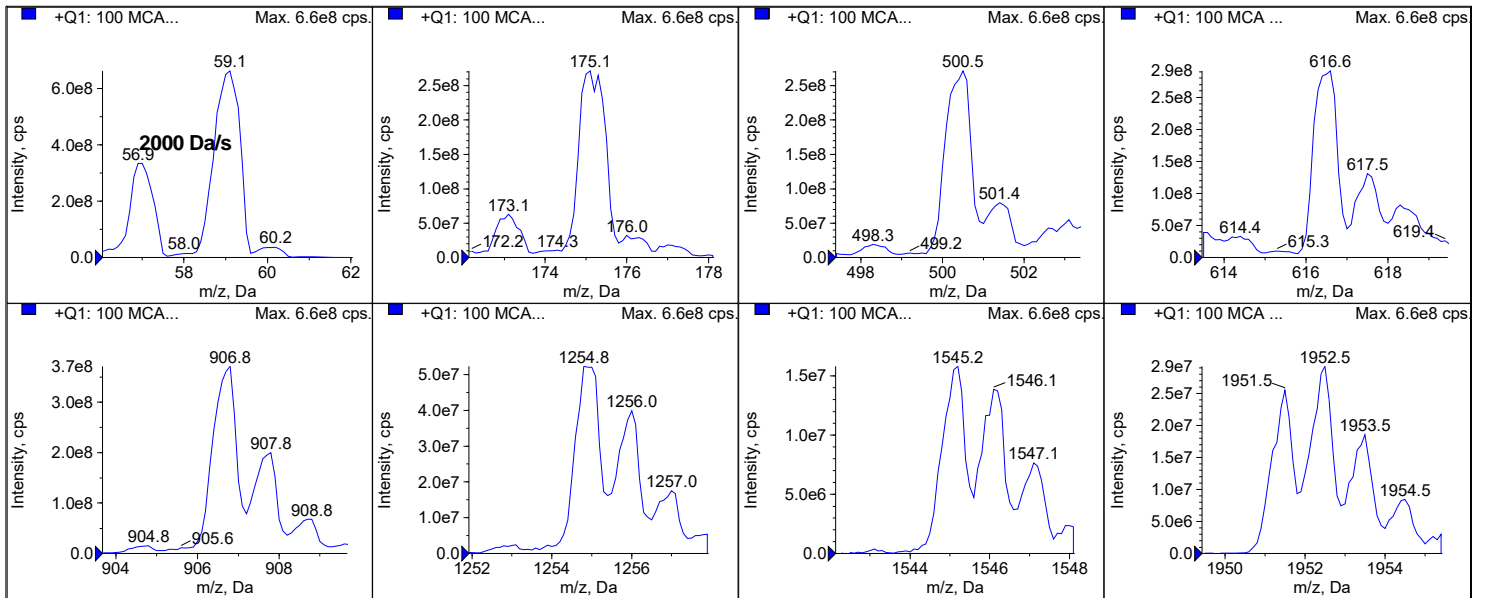 +Q1: 100 MCA... Max. 6.6e8 cps.
59.1
6.0e8
2000 Da/s
4.0e8
56.9
2.0e8
58.0
60.2
0.0
58 60 62
m/z, Da
Intensity, cps
+Q1: 100 MCA... Max. 6.6e8 cps.
175.1
2.5e8
2.0e8
1.5e8
1.0e8
173.1
5.0e7
172.2
174.3
176.0
0.0
174 176 178
m/z, Da
Intensity, cps
+Q1: 100 MCA ... Max. 6.6e8 cps.
500.5
2.5e8
2.0e8
1.5e8
1.0e8
501.4
5.0e7
498.3
499.2
0.0
498 500 502
m/z, Da
Intensity, cps
+Q1: 100 MCA ... Max. 6.6e8 cps.
616.6
2.9e8
2.5e8
2.0e8
1.5e8
617.5
1.0e8
5.0e7
614.4
615.3
619.4
0.0
614 616 618
m/z, Da
Intensity, cps
+Q1: 100 MCA... Max. 6.6e8 cps.
906.8
3.7e8
3.0e8
2.0e8
907.8
1.0e8
904.8
905.6
908.8
0.0
904 906 908
m/z, Da
Intensity, cps
+Q1: 100 MCA... Max. 6.6e8 cps.
1254.8
5.0e7
4.0e7
1256.0
3.0e7
2.0e7
1257.0
1.0e7
0.0
1252 1254 1256
m/z, Da
Intensity, cps
+Q1: 100 MCA ... Max. 6.6e8 cps.
1545.2
1.5e7
1546.1
1.0e7
1547.1
5.0e6
0.0
1544 1546 1548
m/z, Da
Intensity, cps
+Q1: 100 MCA ... Max. 6.6e8 cps.
1952.5
2.9e7
1951.5
2.5e7
2.0e7
1953.5
1.5e7
1.0e7
1954.5
5.0e6
0.0
1950 1952 1954
m/z, Da
Intensity, cps